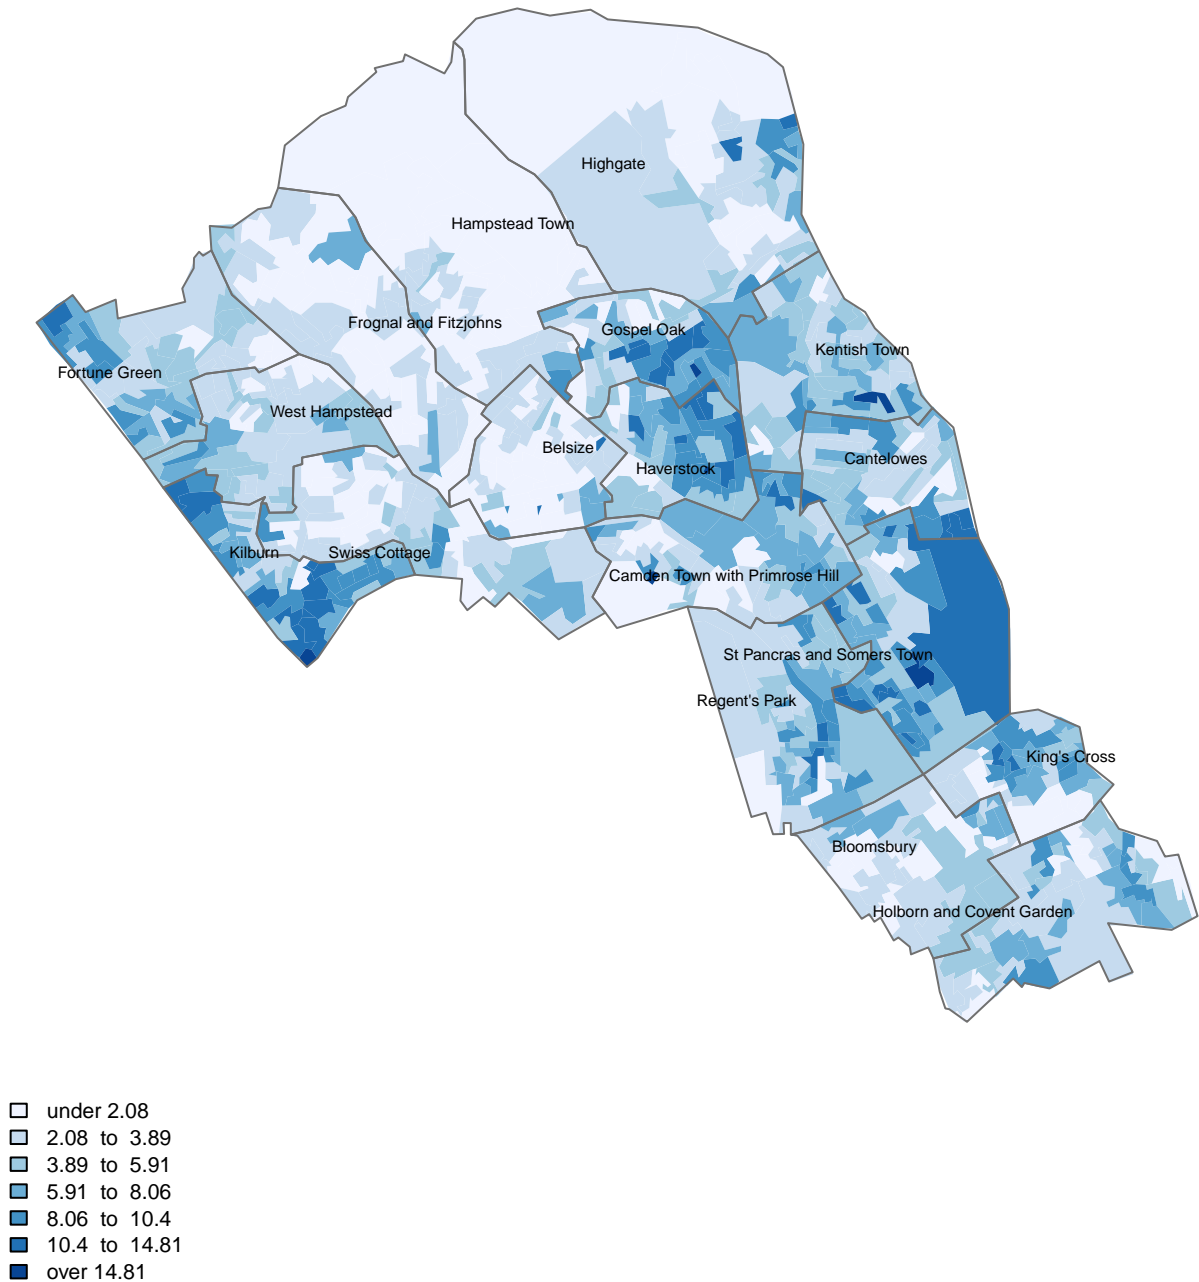 Highgate
Hampstead Town
Frognal and Fitzjohns
Gospel Oak
Kentish Town
Fortune Green
West Hampstead
Belsize
Cantelowes
Haverstock
Kilburn
Swiss Cottage
Camden Town with Primrose Hill
St Pancras and Somers Town
Regent's Park
King's Cross
Bloomsbury
Holborn and Covent Garden
under 2.08
2.08 to 3.89
3.89 to 5.91
5.91 to 8.06
8.06 to 10.4
10.4 to 14.81
over 14.81